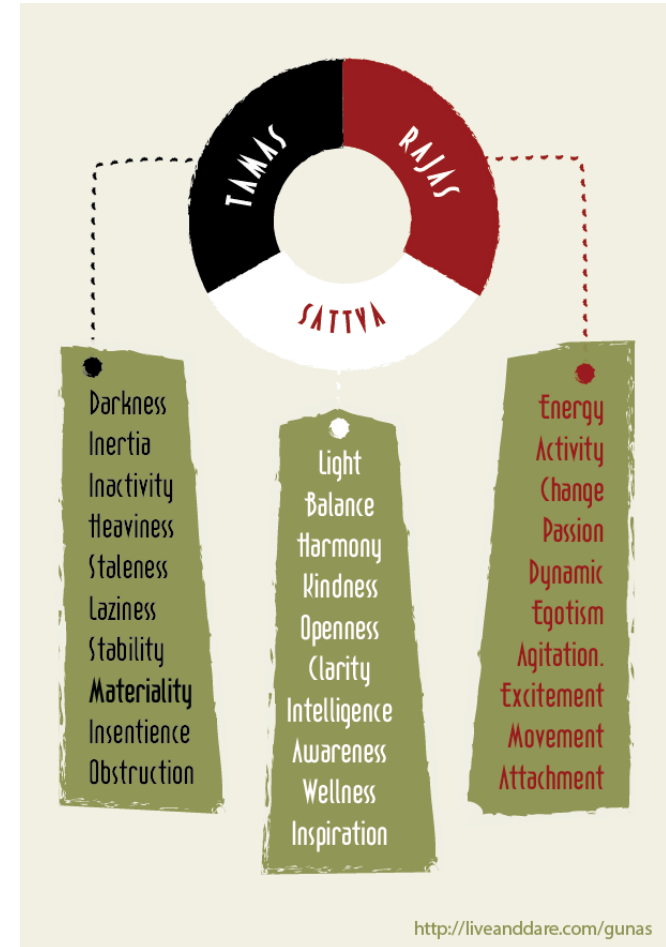 TAMAS
RAJAS
SATTVA
Darkness
Inertia
Inactivity
Heaviness
Staleness
Laziness
Stability
Materiality
Insentience
Obstruction
Light
Balance
Harmony
Kindness
Openness
Clarity
Intelligence
Awareness
Wellness
Inspiration
Energy
Activity
Change
Passion
Dynamic
Egotism
Agitation.
Excitement
Movement
Attachment
http://liveanddare.com/gunas